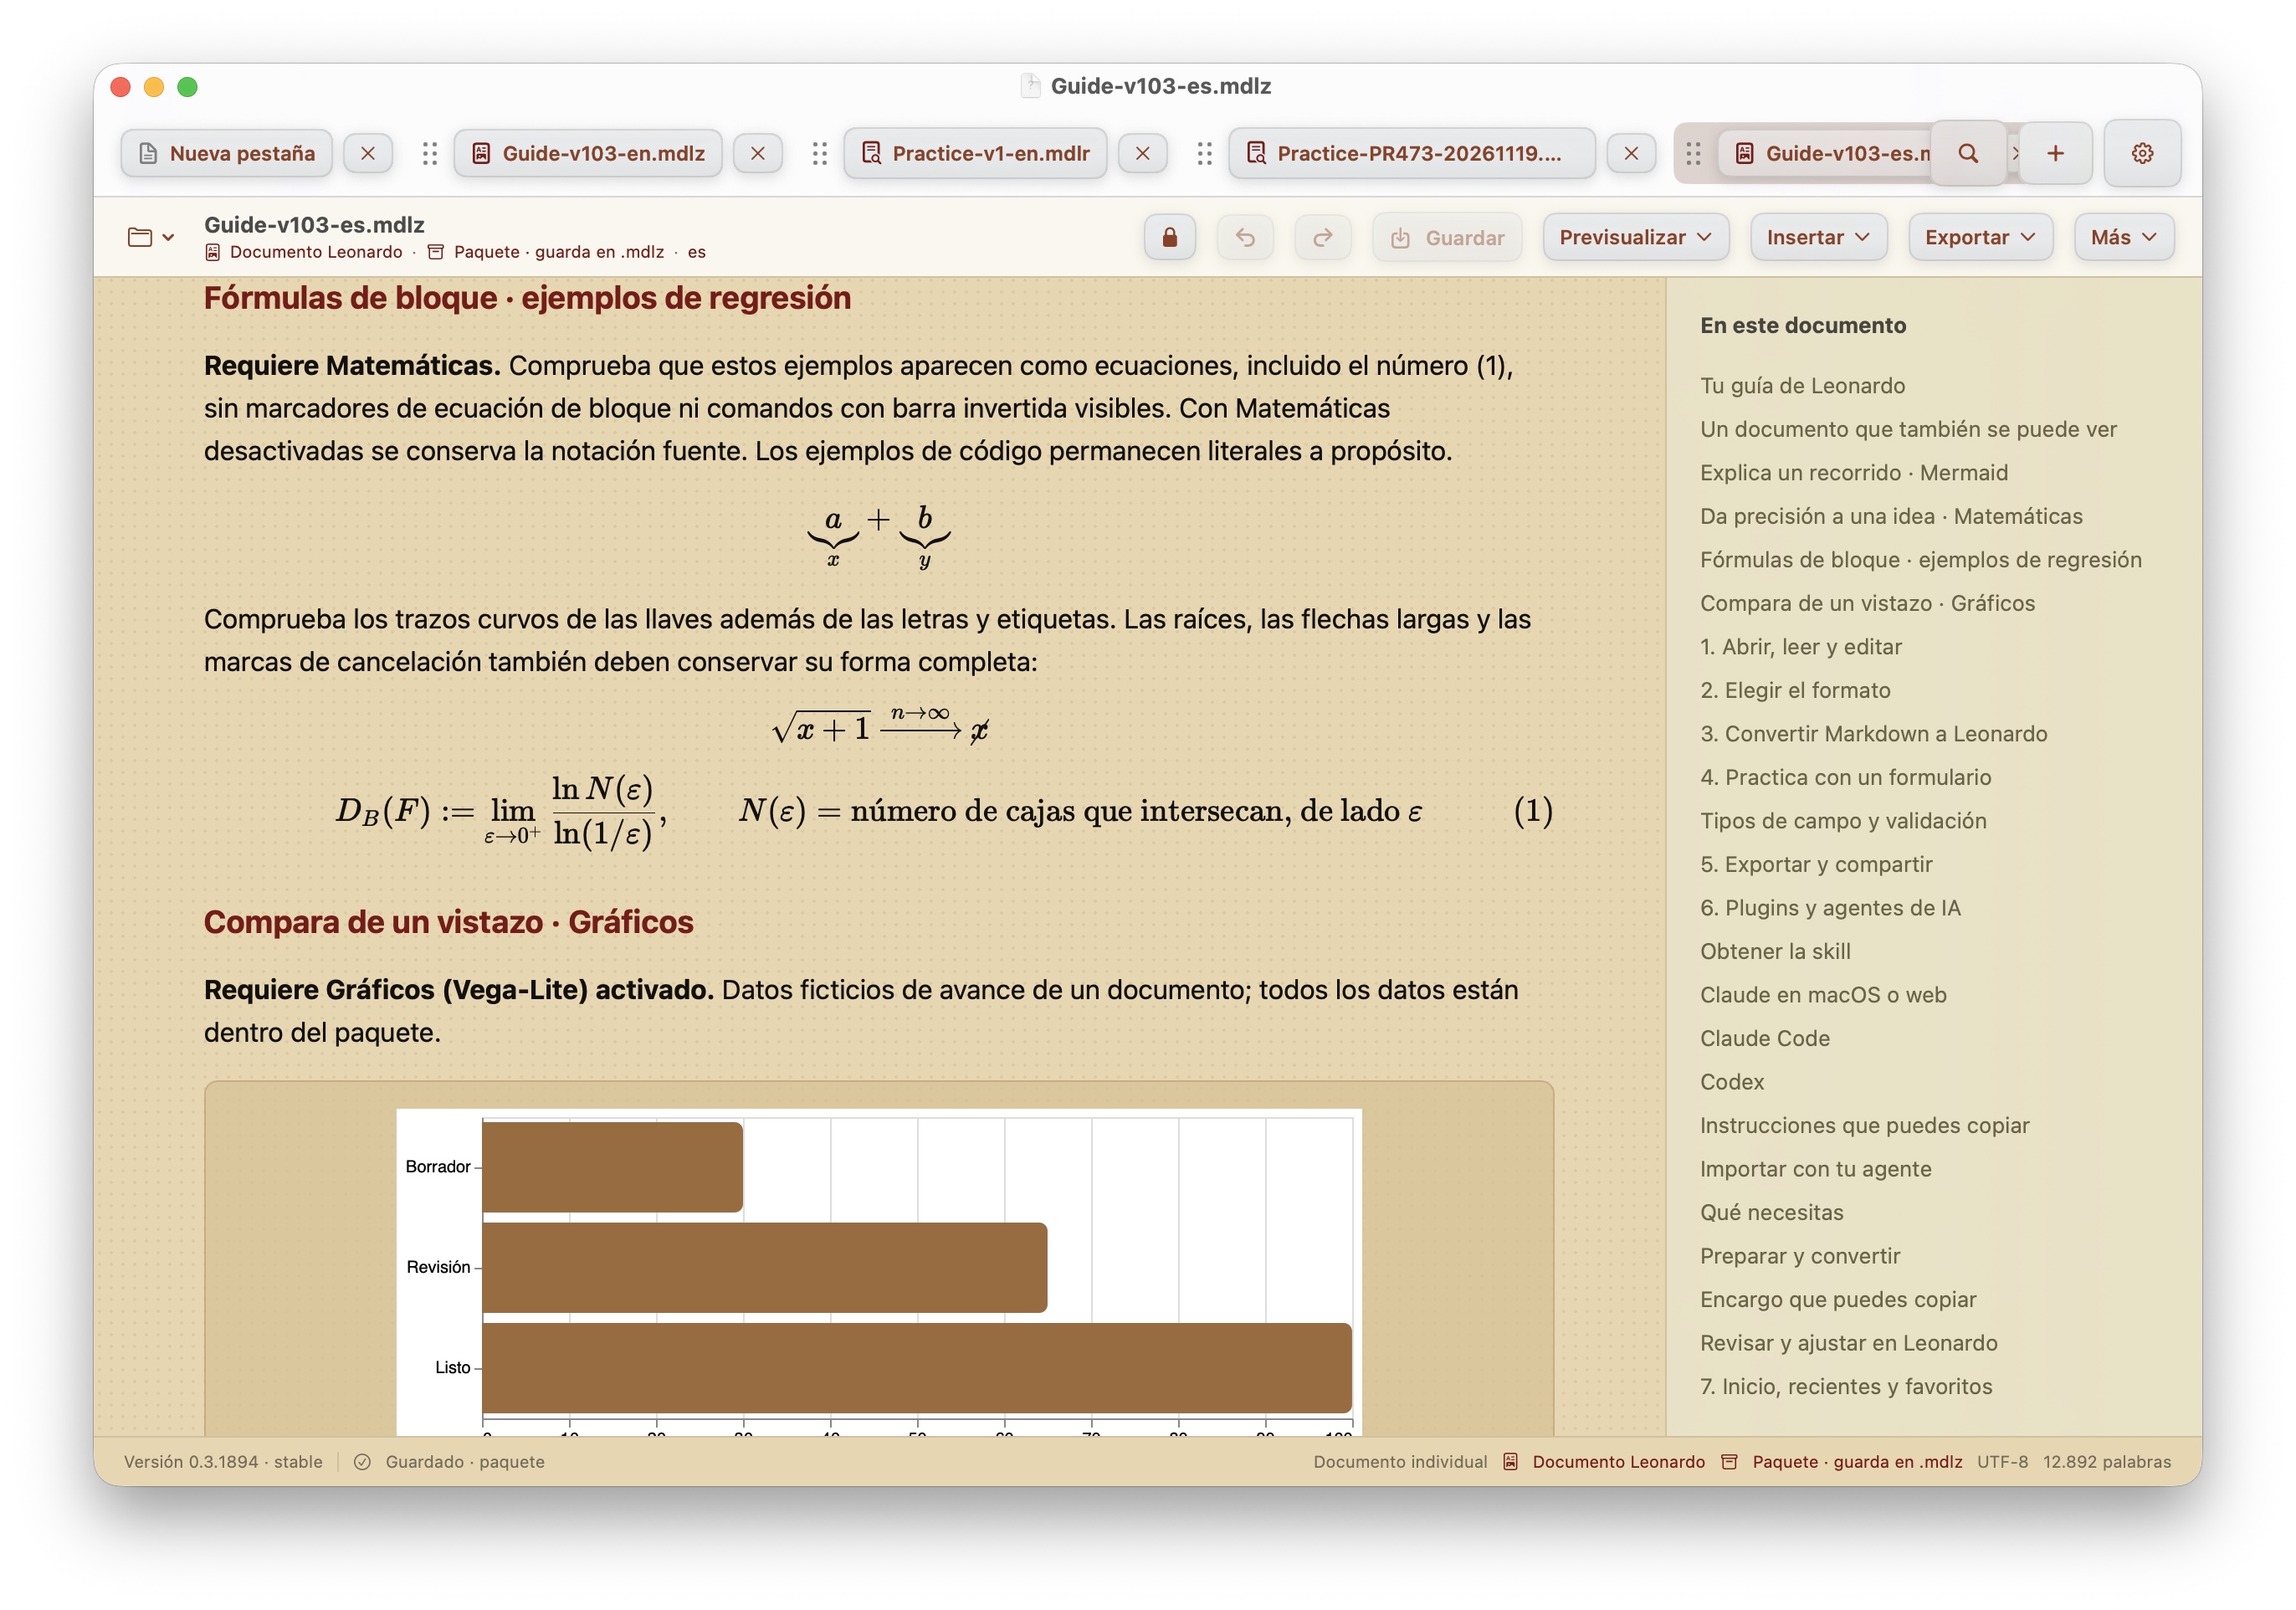 Guide-v103-es.mdlz
Nueva pestaña
Guide-v103-en.mdlz
Practice-v1-en.mdlr
Practice-PR473-20261119....
Guide-v103-es.m
Guide-v103-es.mdlz
Documento Leonardo · Paquete · guarda en .mdlz · es
Guardar
Previsualizar
Insertar
Exportar
Más
Fórmulas de bloque · ejemplos de regresión
Requiere Matemáticas. Comprueba que estos ejemplos aparecen como ecuaciones, incluido el número (1),
sin marcadores de ecuación de bloque ni comandos con barra invertida visibles. Con Matemáticas
desactivadas se conserva la notación fuente. Los ejemplos de código permanecen literales a propósito.
a + b
x y
Comprueba los trazos curvos de las llaves además de las letras y etiquetas. Las raíces, las flechas largas y las
marcas de cancelación también deben conservar su forma completa:
√x + 1 n→∞ ⟶ x
D_B(F) := lim ε→0⁺ ln N(ε) / ln(1/ε), N(ε) = número de cajas que intersecan, de lado ε (1)
Compara de un vistazo · Gráficos
Requiere Gráficos (Vega-Lite) activado. Datos ficticios de avance de un documento; todos los datos están
dentro del paquete.
Borrador
Revisión
Listo
En este documento
Tu guía de Leonardo
Un documento que también se puede ver
Explica un recorrido · Mermaid
Da precisión a una idea · Matemáticas
Fórmulas de bloque · ejemplos de regresión
Compara de un vistazo · Gráficos
1. Abrir, leer y editar
2. Elegir el formato
3. Convertir Markdown a Leonardo
4. Practica con un formulario
Tipos de campo y validación
5. Exportar y compartir
6. Plugins y agentes de IA
Obtener la skill
Claude en macOS o web
Claude Code
Codex
Instrucciones que puedes copiar
Importar con tu agente
Qué necesitas
Preparar y convertir
Encargo que puedes copiar
Revisar y ajustar en Leonardo
7. Inicio, recientes y favoritos
Versión 0.3.1894 · stable
Guardado · paquete
Documento individual
Documento Leonardo
Paquete · guarda en .mdlz
UTF-8
12.892 palabras